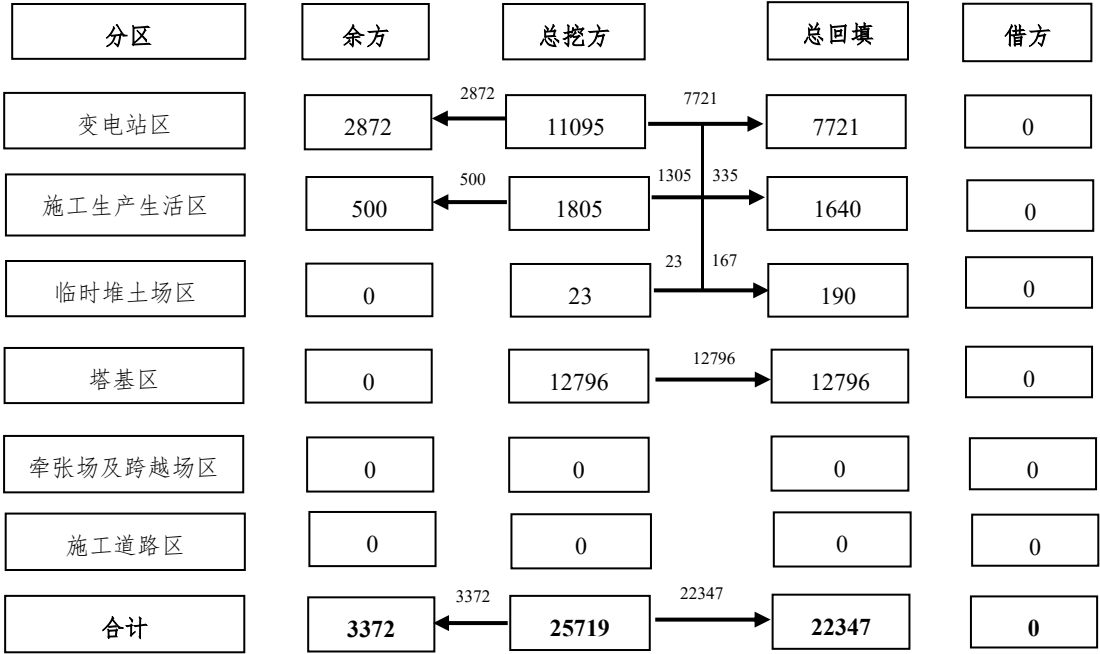 分区 余方 总挖方 总回填 借方
2872 7721
变电站区 2872 11095 7721 0
500 1305 335
施工生产生活区 500 1805 1640 0
23 167
临时堆土场区 0 23 190 0
12796
塔基区 0 12796 12796 0
牵张场及跨越场区 0 0 0 0
施工道路区 0 0 0 0
3372 22347
合计 3372 25719 22347 0